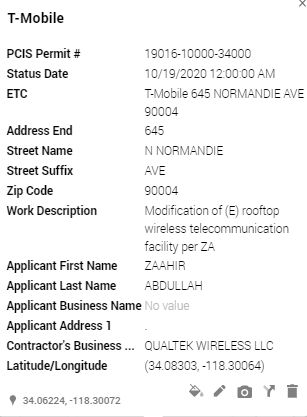 T-Mobile
PCIS Permit # 19016-10000-34000
Status Date 10/19/2020 12:00:00 AM
ETC T-Mobile 645 NORMANDIE AVE
90004
Address End 645
Street Name N NORMANDIE
Street Suffix AVE
Zip Code 90004
Work Description Modification of (E) rooftop
wireless telecommunication
facility per ZA
Applicant First Name ZAAHIR
Applicant Last Name ABDULLAH
Applicant Business Name No value
Applicant Address 1 .
Contractor's Business ... QUALTEK WIRELESS LLC
Latitude/Longitude (34.08303, -118.30064)
34.06224, -118.30072